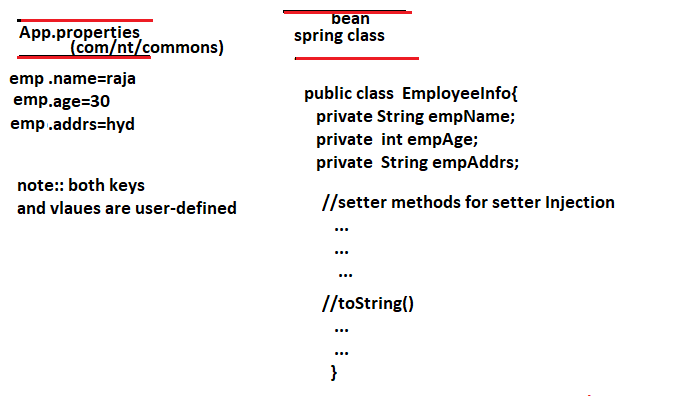 App.properties
(com/nt/commons)
emp .name=raja
emp.age=30
emp .addrs=hyd
note:: both keys
and vlaues are user-defined
bean
spring class
public class EmployeeInfo{
private String empName;
private int empAge;
private String empAddrs;
//setter methods for setter Injection
...
...
...
//toString()
...
...
}